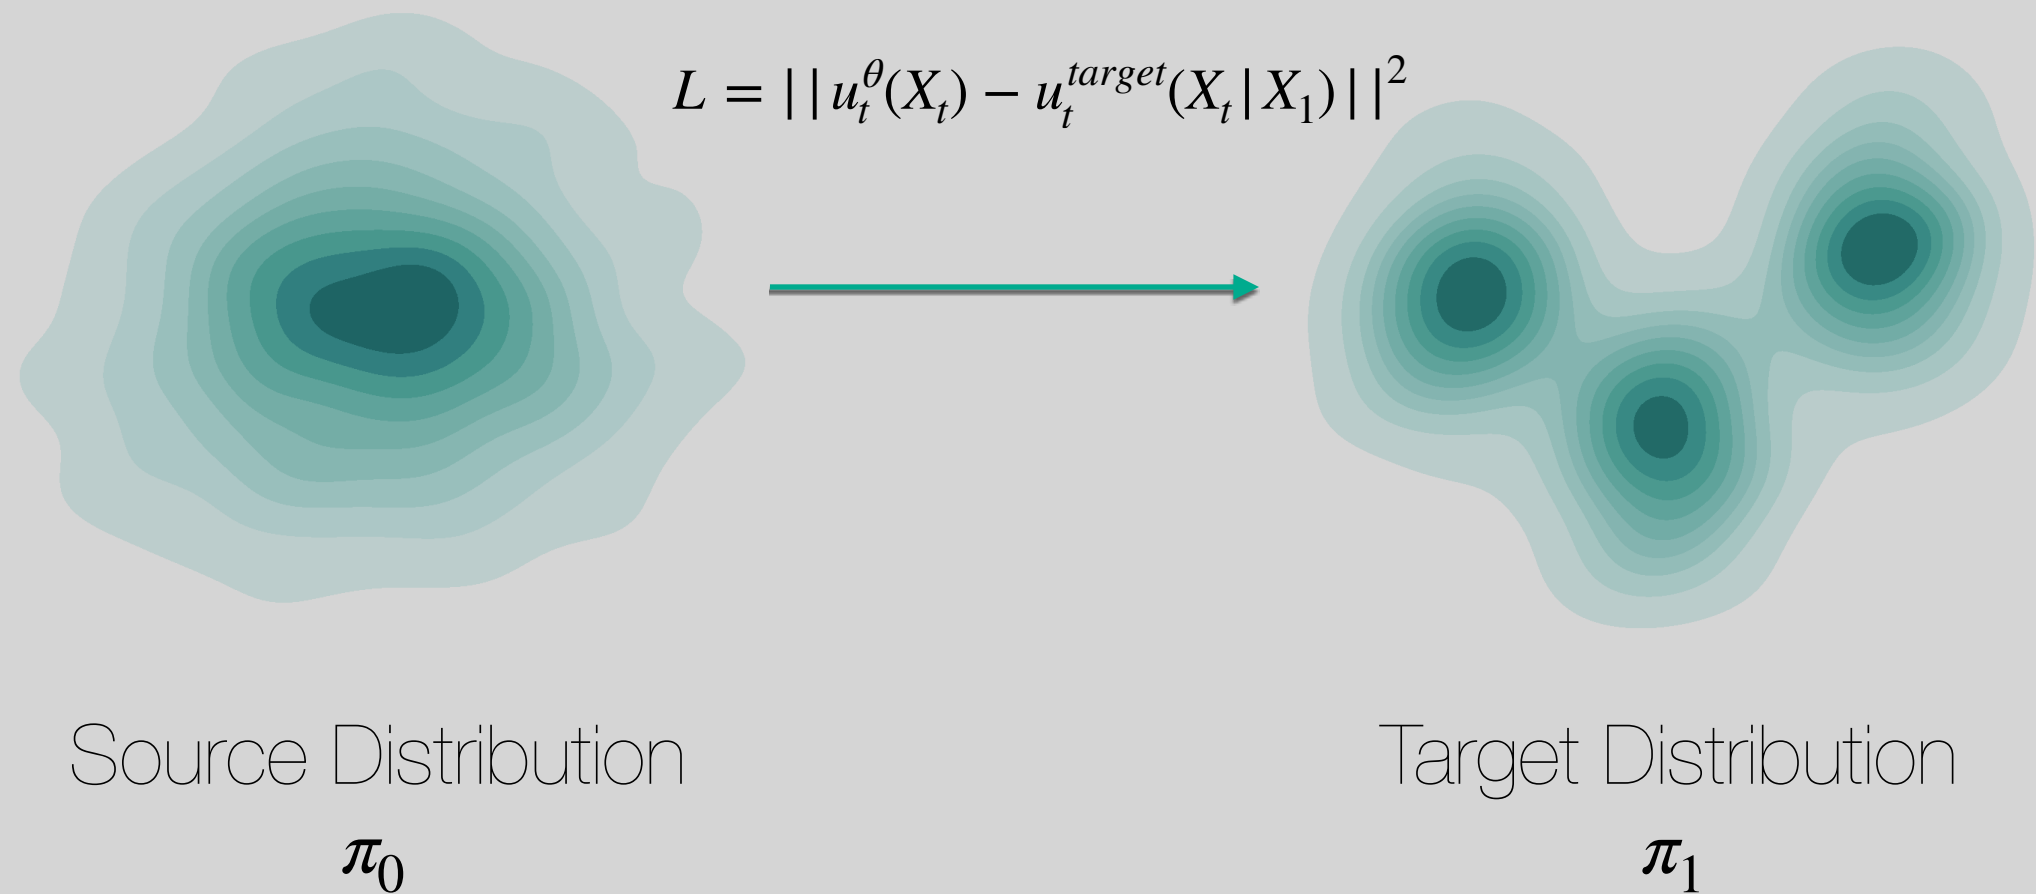 L = ||u_t^θ(X_t) − u_t^{target}(X_t|X_1)||^2
Source Distribution
Target Distribution
π_0
π_1